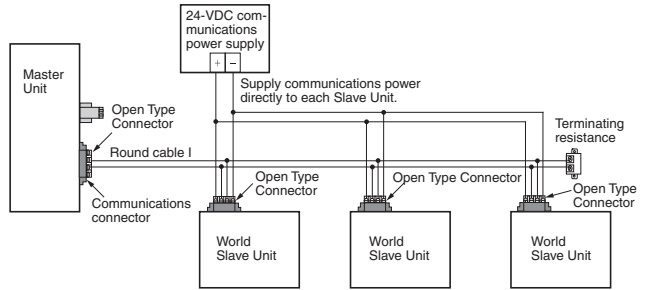 24-VDC com-
munications
power supply
+ −
Supply communications power
directly to each Slave Unit.
Master
Unit
Open Type
Connector
Round cable I
Communications
connector
Terminating
resistance
Open Type
Connector
Open Type Connector
Open Type
Connector
World
Slave Unit
World
Slave Unit
World
Slave Unit